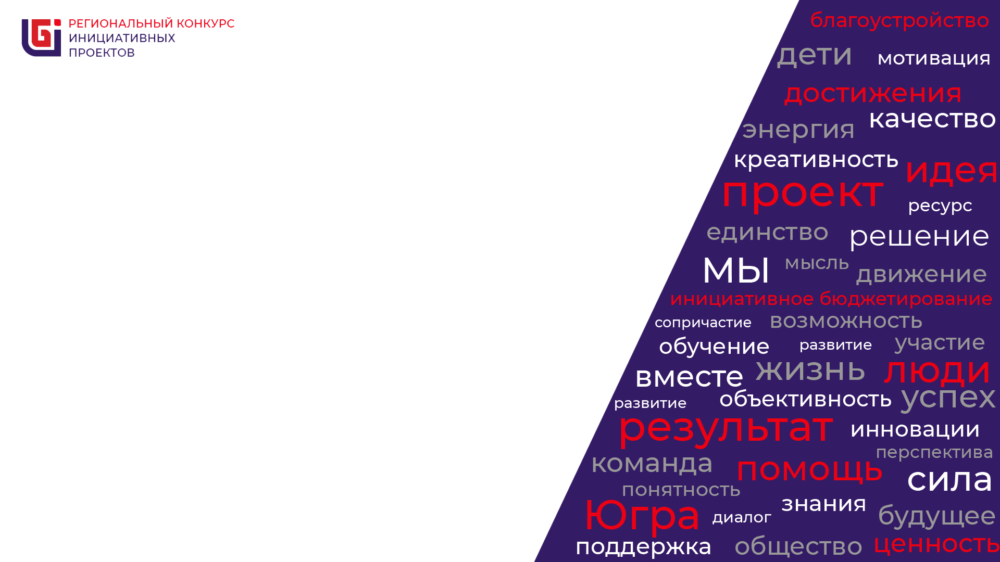 РЕГИОНАЛЬНЫЙ КОНКУРС
ИНИЦИАТИВНЫХ
ПРОЕКТОВ
благоустройство
дети мотивация
достижения
энергия качество
креативность идея
проект ресурс
единство решение
мы мысль движение
инициативное бюджетирование
сопричастие возможность
обучение развитие участие
вместе жизнь люди
развитие объективность успех
результат инновации
перспектива
команда помощь сила
понятность
Югра диалог знания будущее
поддержка общество ценность